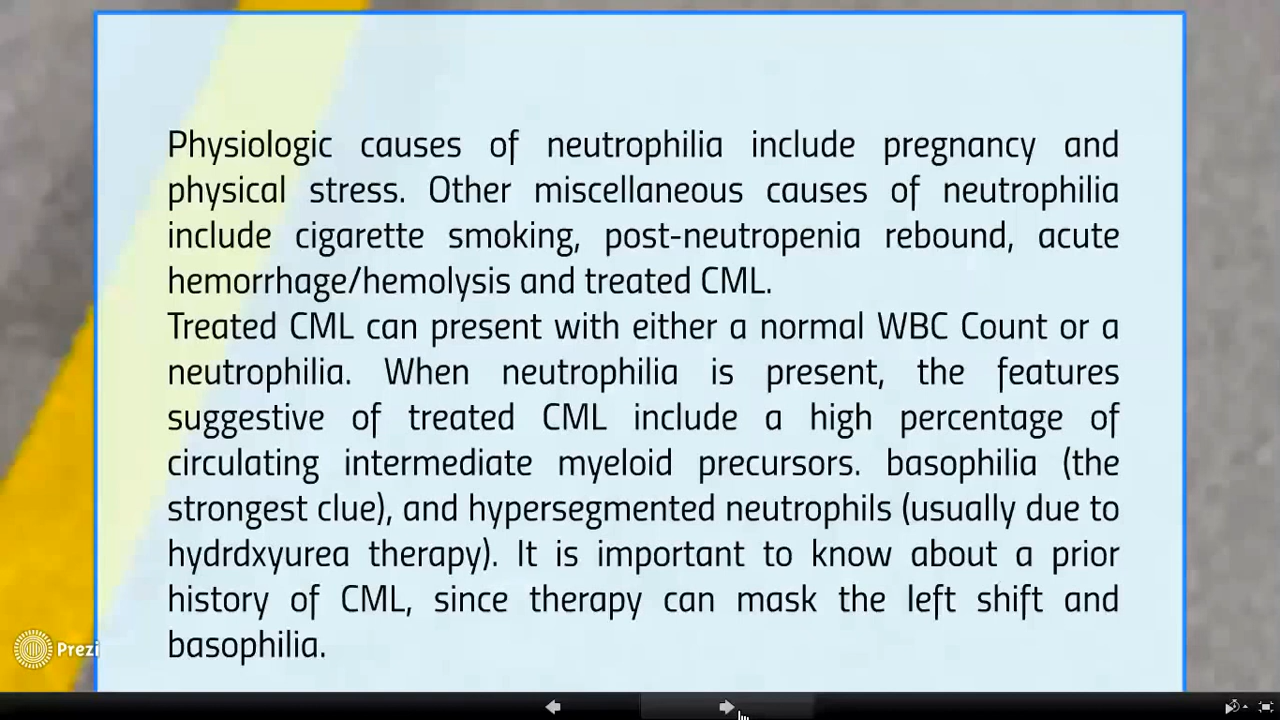 Physiologic causes of neutrophilia include pregnancy and
physical stress. Other miscellaneous causes of neutrophilia
include cigarette smoking, post-neutropenia rebound, acute
hemorrhage/hemolysis and treated CML.
Treated CML can present with either a normal WBC Count or a
neutrophilia. When neutrophilia is present, the features
suggestive of treated CML include a high percentage of
circulating intermediate myeloid precursors. basophilia (the
strongest clue), and hypersegmented neutrophils (usually due to
hydrdxyurea therapy). It is important to know about a prior
history of CML, since therapy can mask the left shift and
basophilia.
Prezi